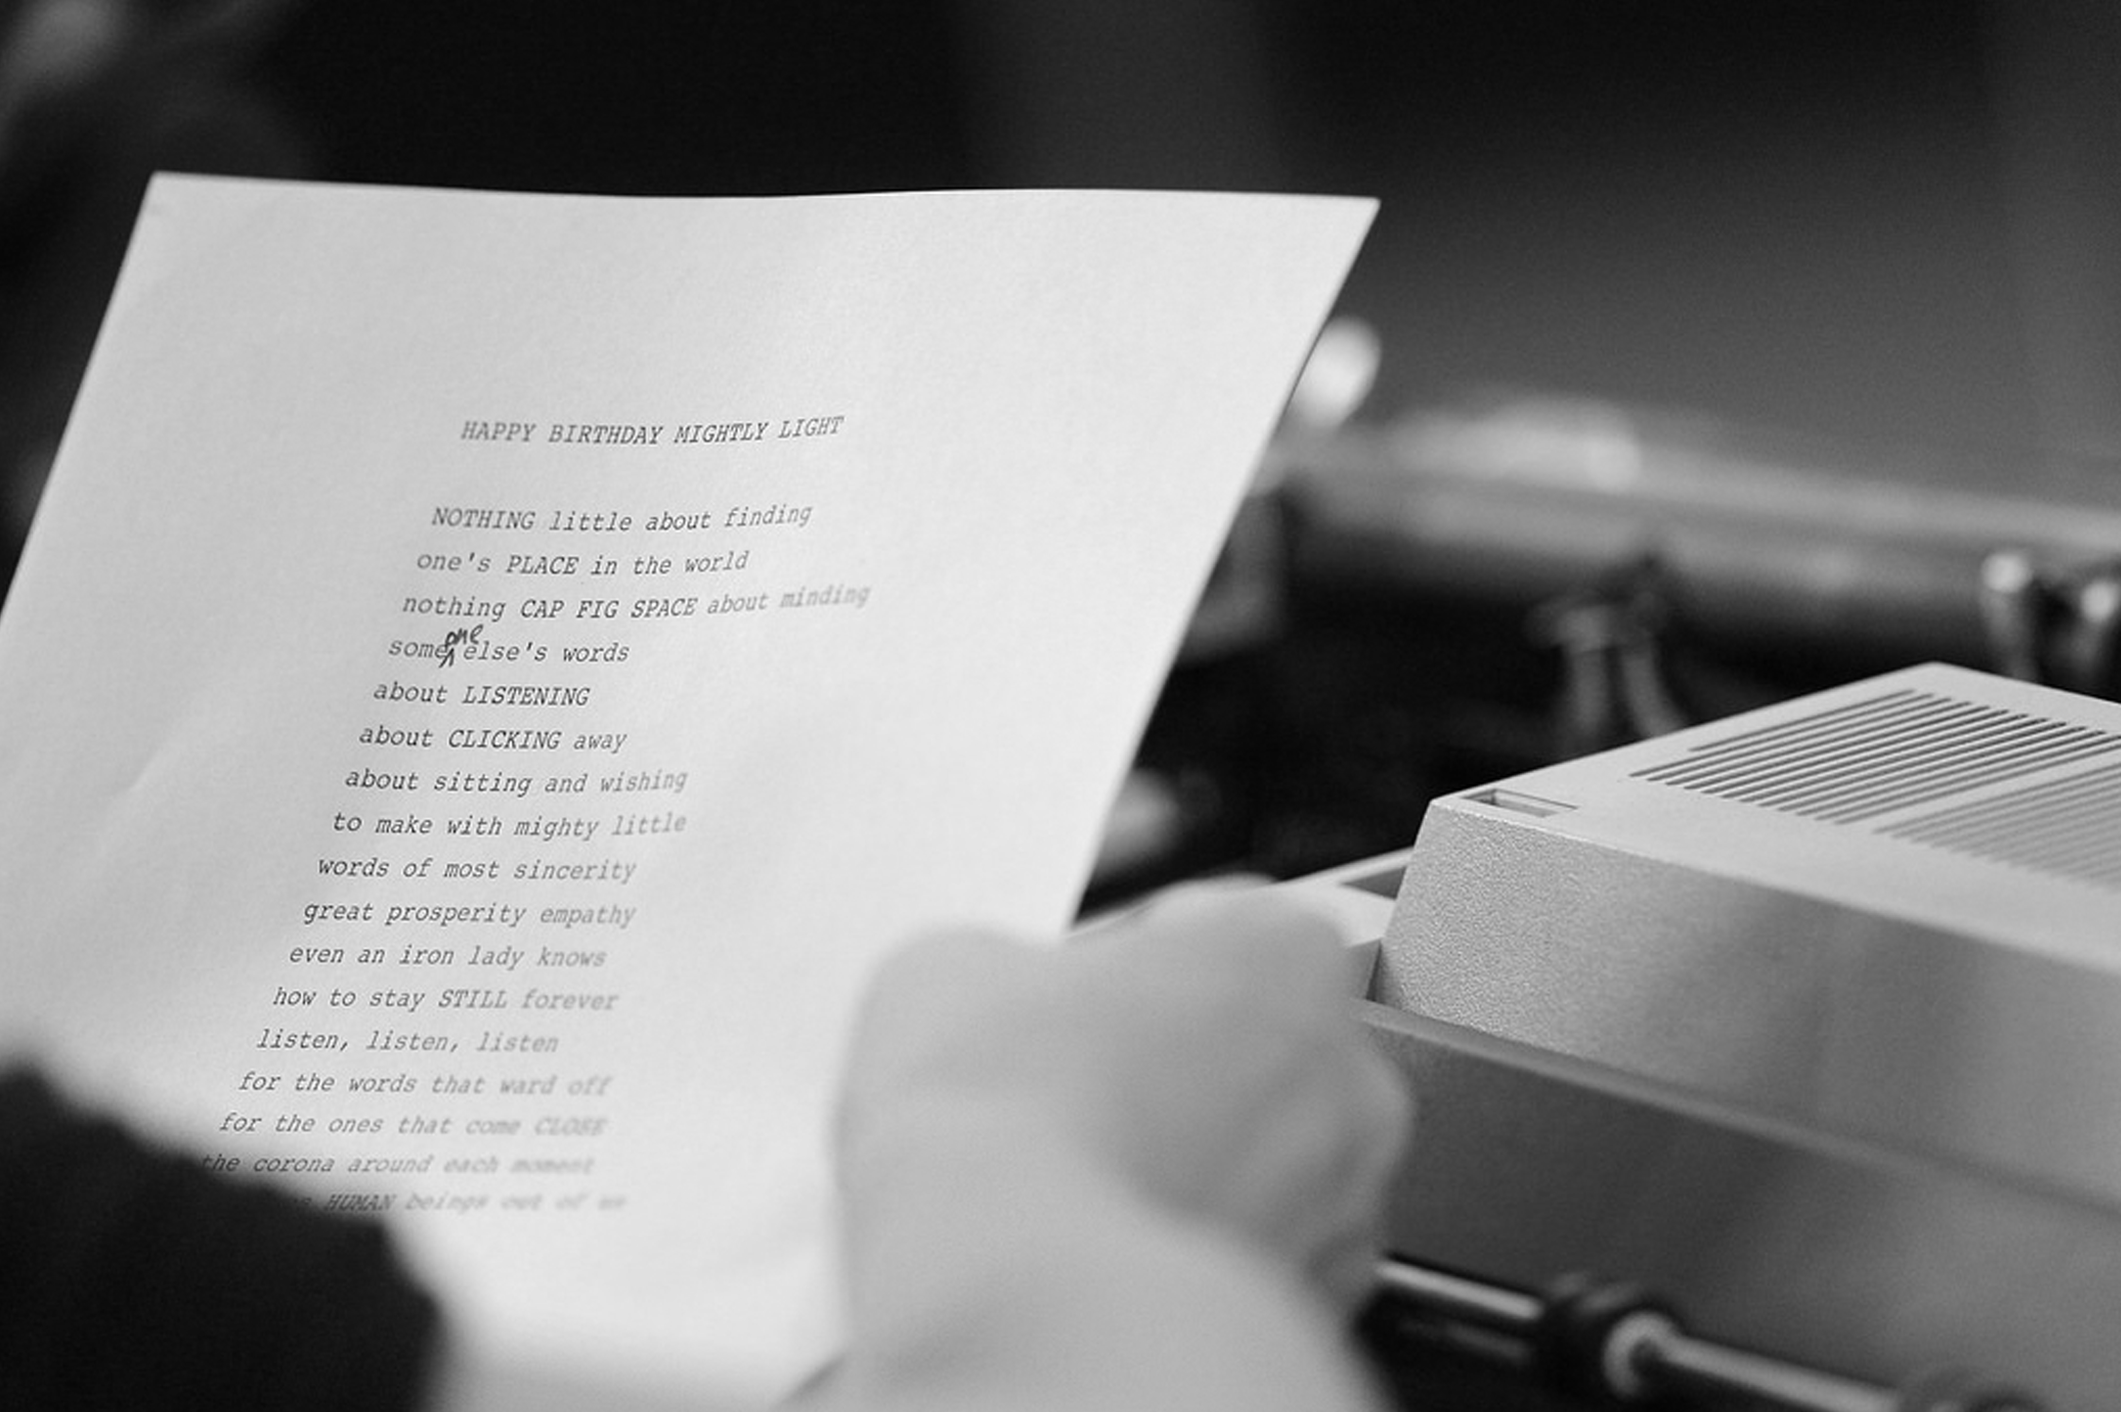 HAPPY BIRTHDAY MIGHTLY LIGHT
NOTHING little about finding
one's PLACE in the world
nothing CAP FIG SPACE about minding
someone else's words
about LISTENING
about CLICKING away
about sitting and wishing
to make with mighty little
words of most sincerity
great prosperity empathy
even an iron lady knows
how to stay STILL forever
listen, listen, listen
for the words that ward off
for the ones that come CLOSE
the corona around each moment
HUMAN beings out of us